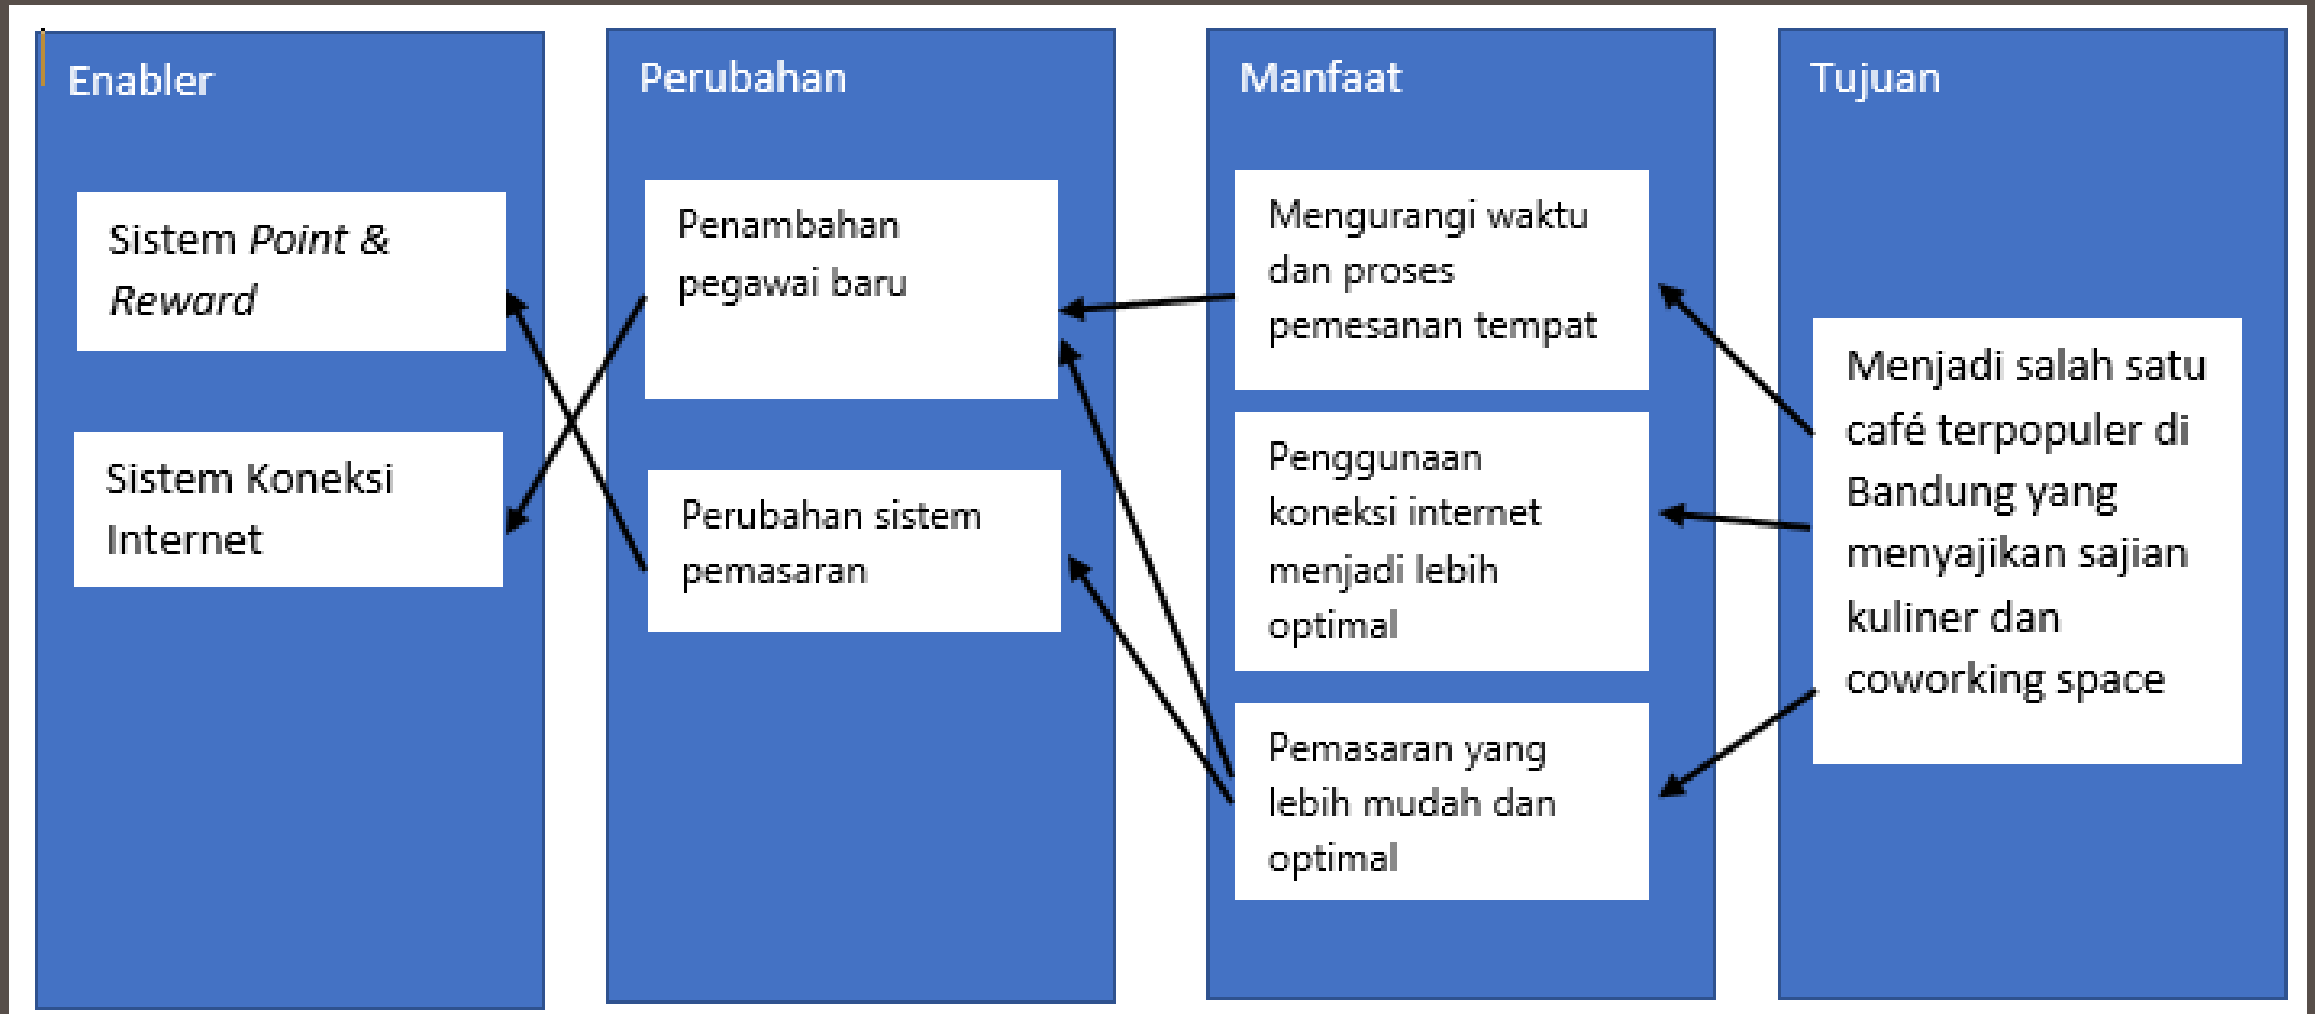 Enabler
Sistem Point &
Reward
Sistem Koneksi
Internet
Perubahan
Penambahan
pegawai baru
Perubahan sistem
pemasaran
Manfaat
Mengurangi waktu
dan proses
pemesanan tempat
Penggunaan
koneksi internet
menjadi lebih
optimal
Pemasaran yang
lebih mudah dan
optimal
Tujuan
Menjadi salah satu
café terpopuler di
Bandung yang
menyajikan sajian
kuliner dan
coworking space